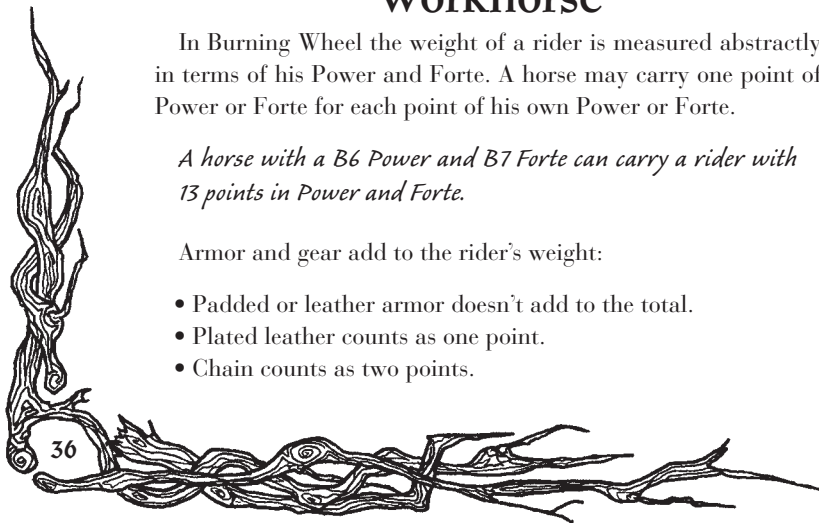 Workhorse
In Burning Wheel the weight of a rider is measured abstractly
in terms of his Power and Forte. A horse may carry one point of
Power or Forte for each point of his own Power or Forte.
A horse with a B6 Power and B7 Forte can carry a rider with
13 points in Power and Forte.
Armor and gear add to the rider’s weight:
• Padded or leather armor doesn’t add to the total.
• Plated leather counts as one point.
• Chain counts as two points.
36